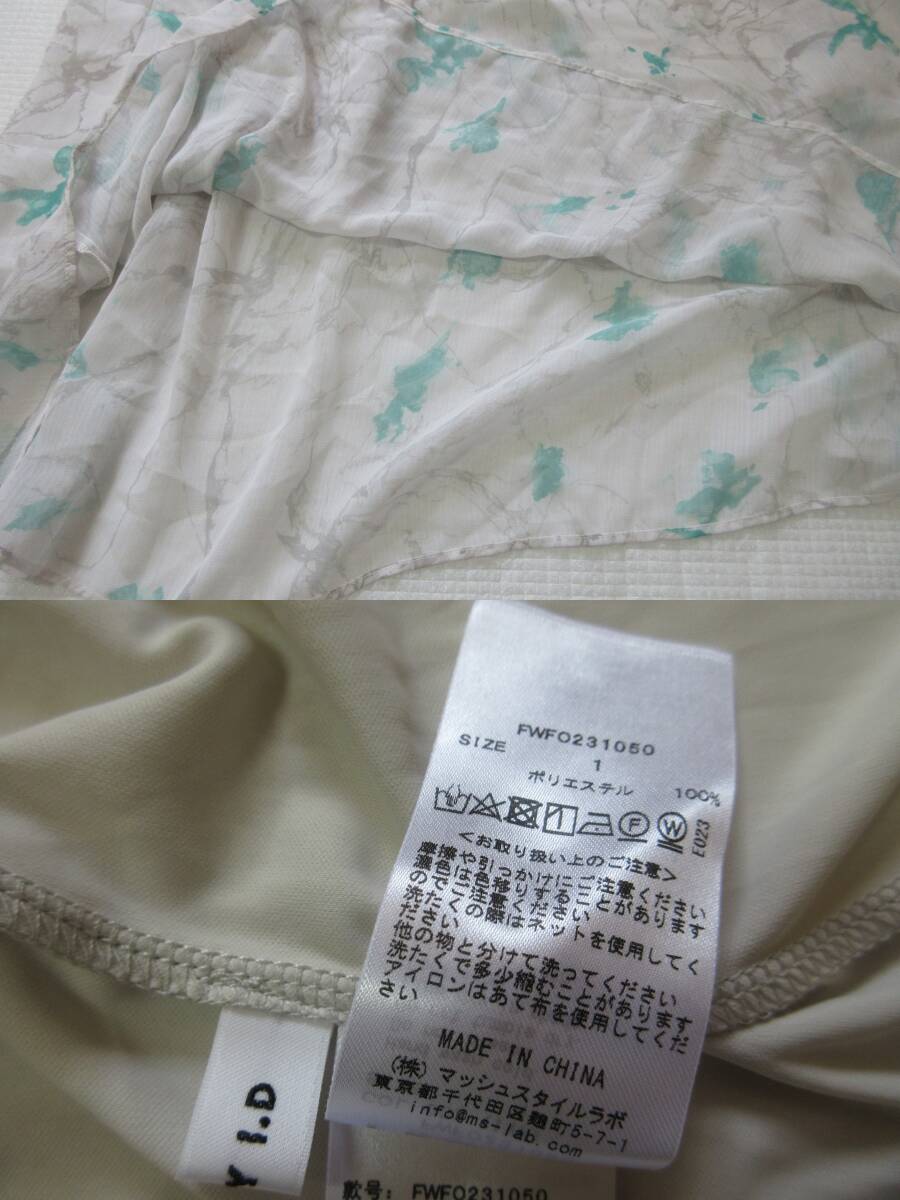 FWFO231050
SIZE 1
ポリエステル 100%
E023
<お取り扱い上のご注意>
摩擦や引っかけにご注意ください
濃色は色移りすることがあります
のでご注意ください
洗たくの際はネットを使用してく
ださい
他の物と分けて洗ってください
洗たくで多少縮むことがあります
アイロンはあて布を使用してくだ
さい
MADE IN CHINA
(株)マッシュスタイルラボ
東京都千代田区麹町5-7-1
info@ms-lab.com
Y I.D
款号: FWFO231050